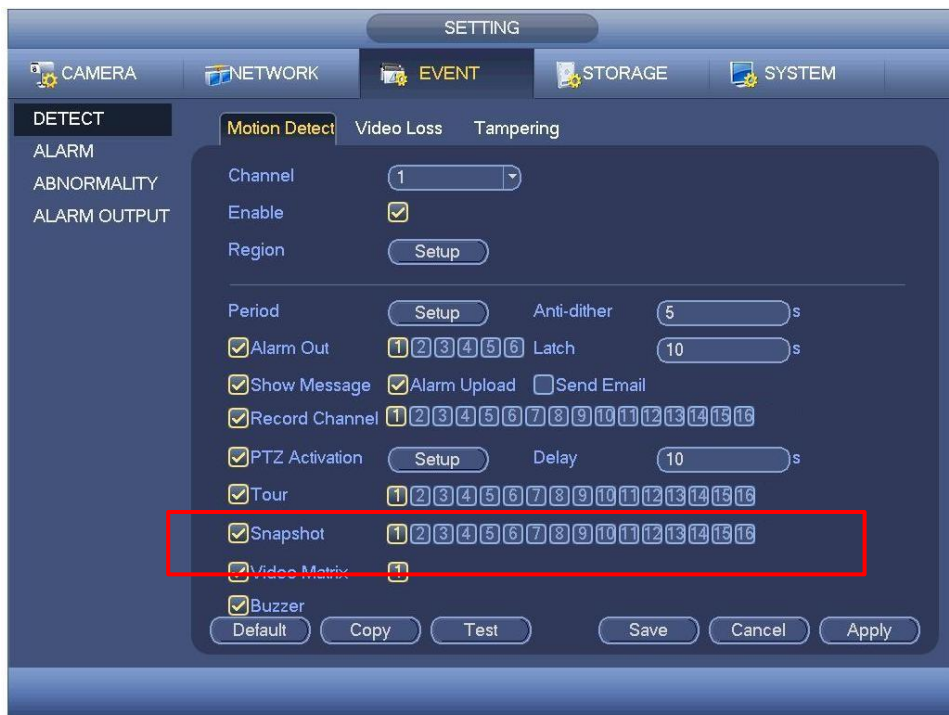 SETTING
CAMERA NETWORK EVENT STORAGE SYSTEM
DETECT
ALARM
ABNORMALITY
ALARM OUTPUT
Motion Detect Video Loss Tampering
Channel 1
Enable
Region Setup
Period Setup Anti-dither 5 s
Alarm Out 1 2 3 4 5 6 Latch 10 s
Show Message Alarm Upload Send Email
Record Channel 1 2 3 4 5 6 7 8 9 10 11 12 13 14 15 16
PTZ Activation Setup Delay 10 s
Tour 1 2 3 4 5 6 7 8 9 10 11 12 13 14 15 16
Snapshot 1 2 3 4 5 6 7 8 9 10 11 12 13 14 15 16
Video Matrix 1
Buzzer
Default Copy Test Save Cancel Apply